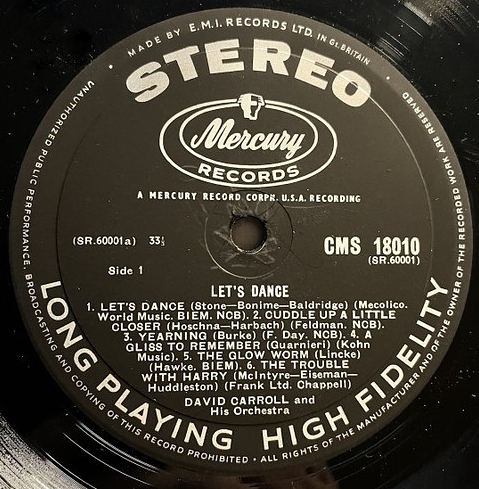 MADE BY E.M.I. RECORDS LTD. IN GT. BRITAIN
STEREO
Mercury
RECORDS
A MERCURY RECORD CORPN. U.S.A. RECORDING
(SR.60001a) 33⅓
CMS 18010
(SR.60001)
Side 1
LET'S DANCE
1. LET'S DANCE (Stone—Bonime—Baldridge) (Mecolico.
World Music. BIEM. NCB). 2. CUDDLE UP A LITTLE
CLOSER (Hoschna—Harbach) (Feldman. NCB).
3. YEARNING (Burke) (F. Day. NCB). 4. A
GLISS TO REMEMBER (Guarnleri) (Kohn
Music). 5. THE GLOW WORM (Lincke)
(Hawke. BIEM). 6. THE TROUBLE
WITH HARRY (McIntyre—Eiseman—
Huddleston) (Frank Ltd. Chappell)
DAVID CARROLL and
His Orchestra
LONG PLAYING HIGH FIDELITY
UNAUTHORIZED PUBLIC PERFORMANCE, BROADCASTING AND COPYING OF THIS RECORD PROHIBITED • ALL RIGHTS OF THE MANUFACTURER AND OF THE OWNER OF THE RECORDED WORK ARE RESERVED